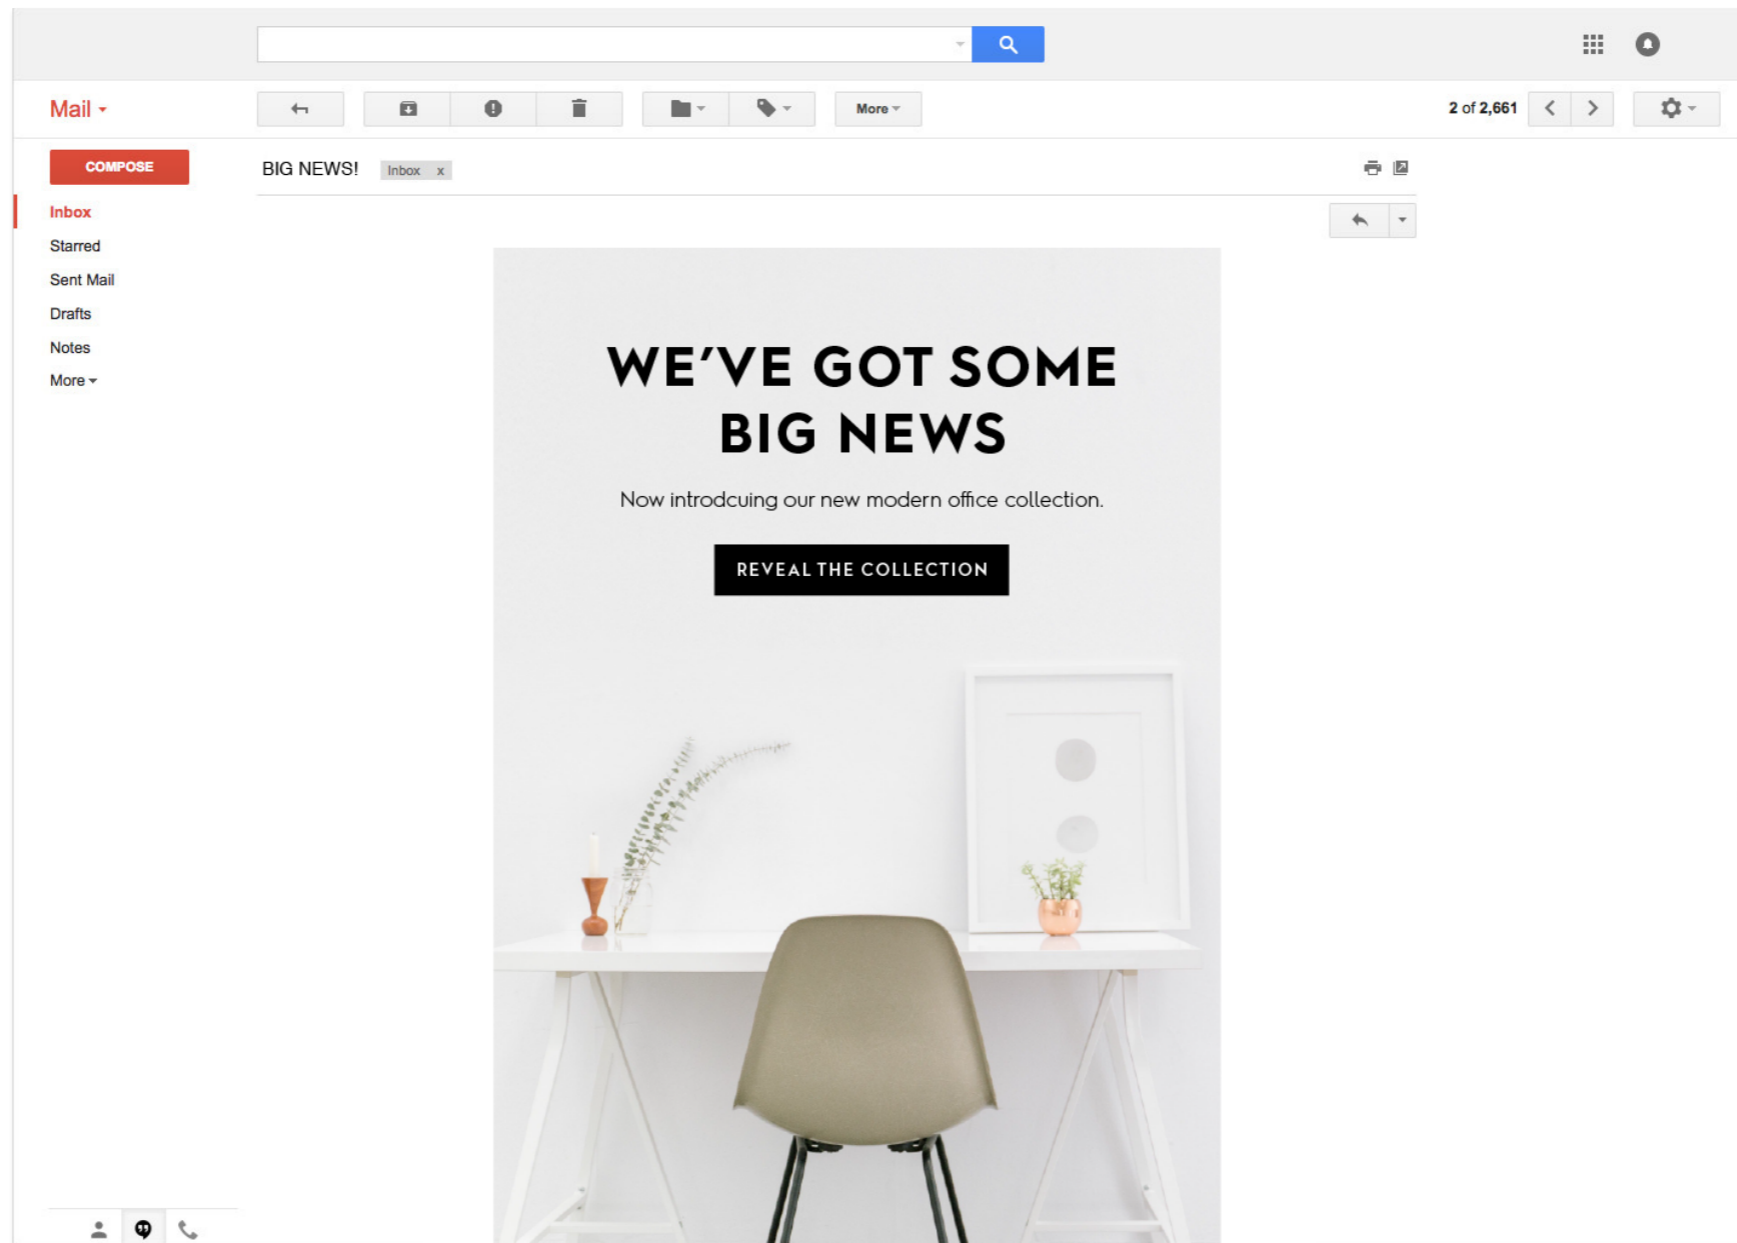 Mail
More
2 of 2,661
COMPOSE
BIG NEWS!
Inbox x
Inbox
Starred
Sent Mail
Drafts
Notes
More
WE'VE GOT SOME
BIG NEWS
Now introdcuing our new modern office collection.
REVEAL THE COLLECTION